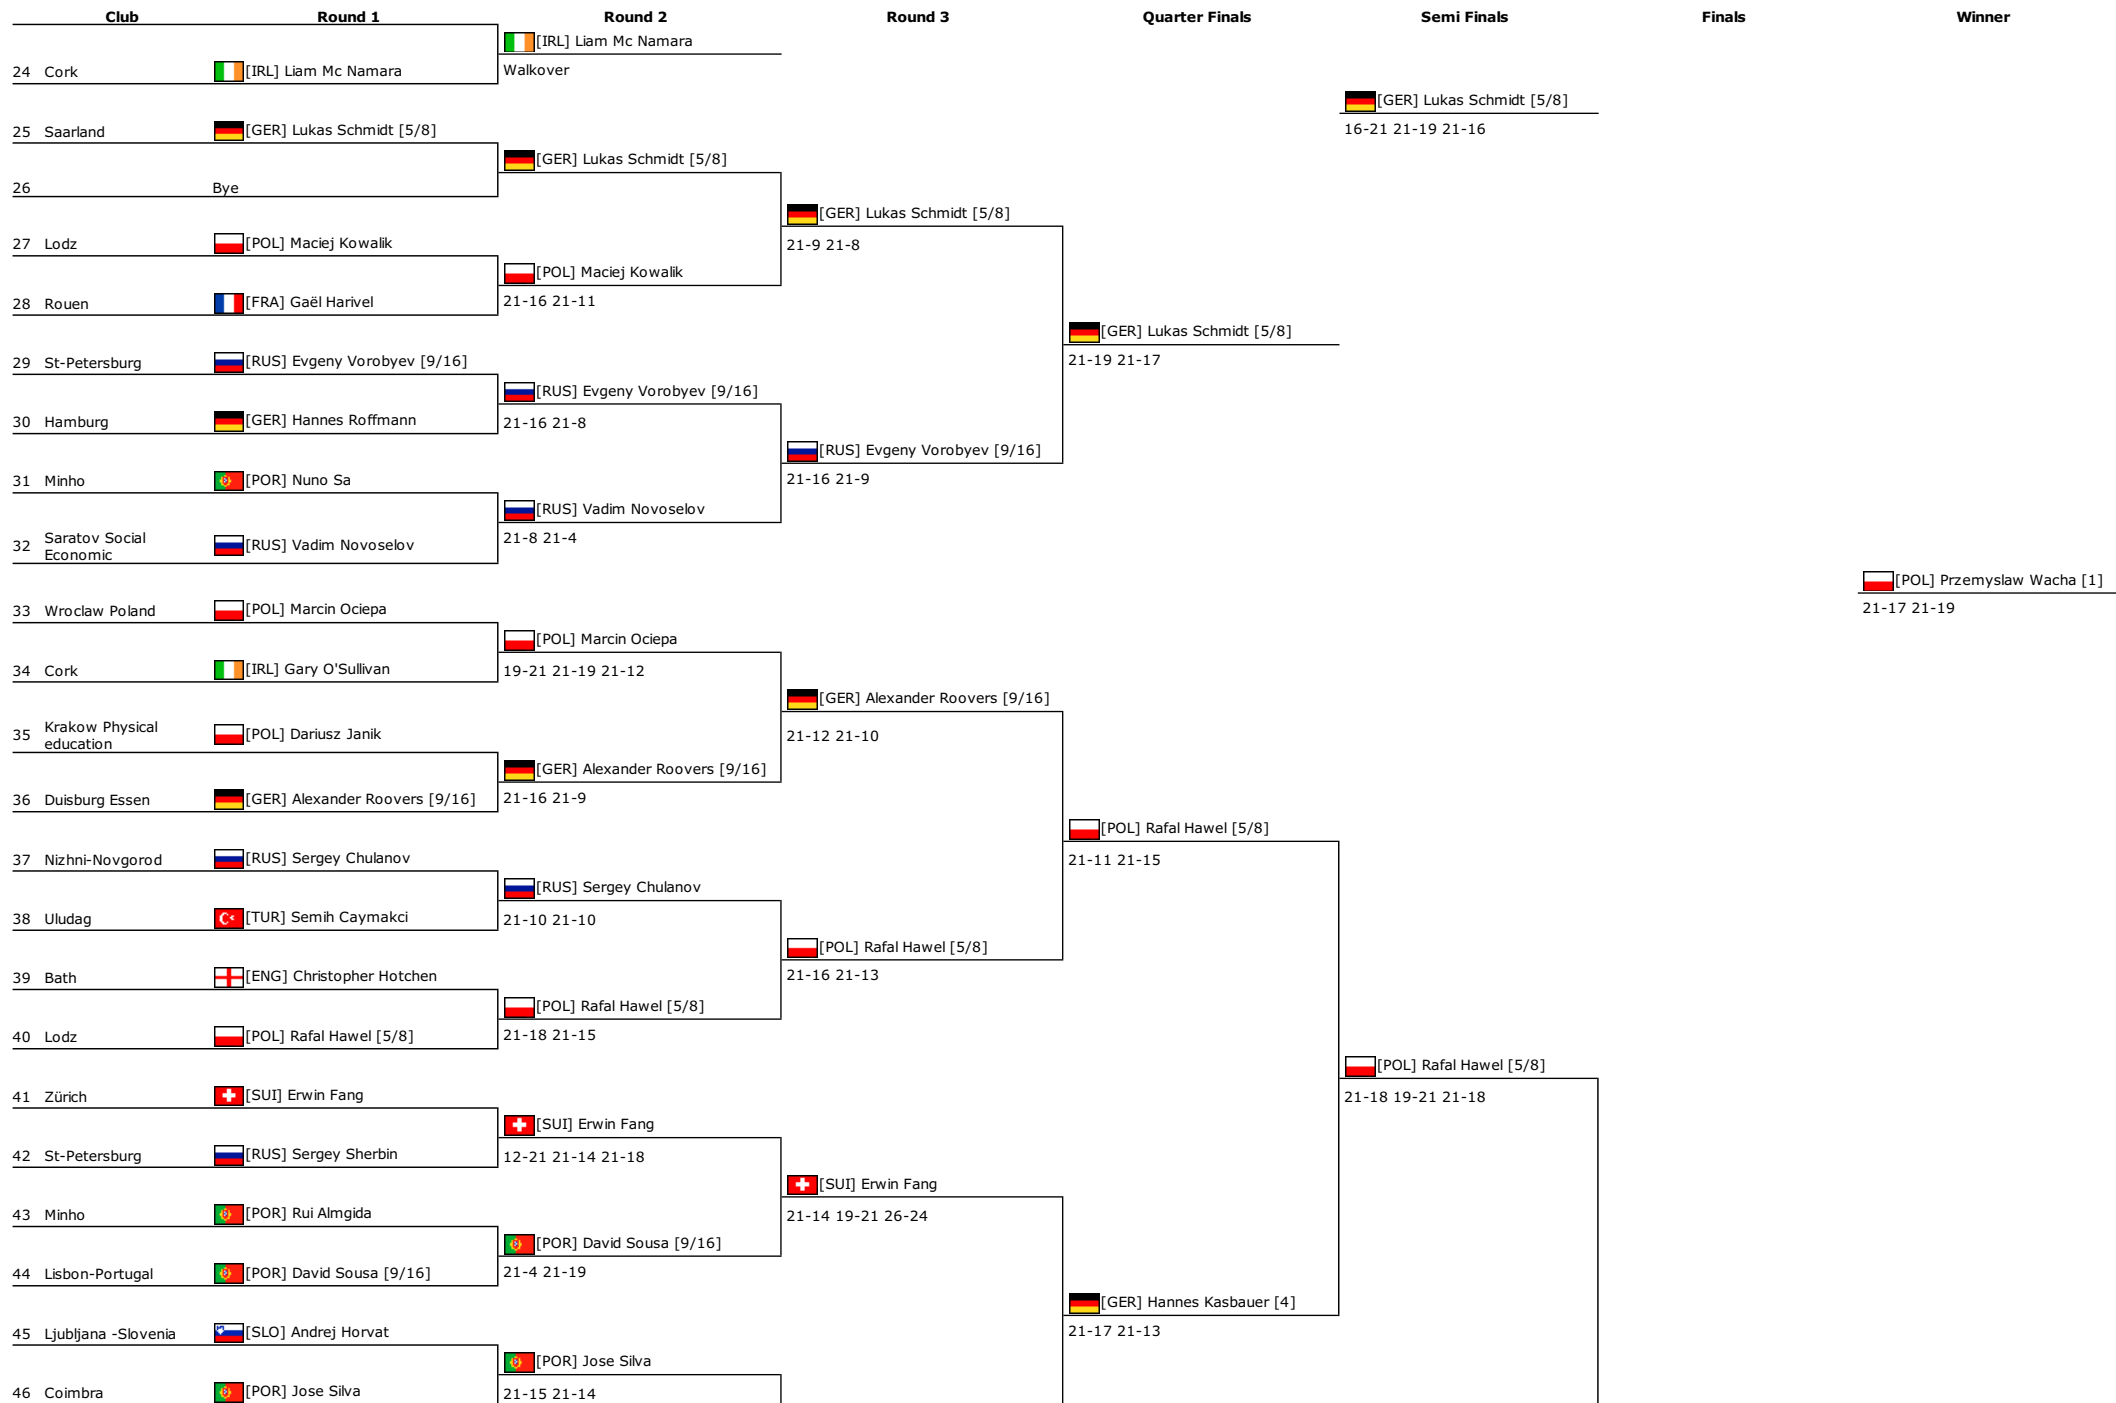 Club Round 1 Round 2 Round 3 Quarter Finals Semi Finals Finals Winner
[IRL] Liam Mc Namara
24 Cork [IRL] Liam Mc Namara Walkover
[GER] Lukas Schmidt [5/8]
25 Saarland [GER] Lukas Schmidt [5/8] 16-21 21-19 21-16
[GER] Lukas Schmidt [5/8]
26 Bye
[GER] Lukas Schmidt [5/8]
27 Lodz [POL] Maciej Kowalik 21-9 21-8
[POL] Maciej Kowalik
28 Rouen [FRA] Gaël Harivel 21-16 21-11
[GER] Lukas Schmidt [5/8]
29 St-Petersburg [RUS] Evgeny Vorobyev [9/16] 21-19 21-17
[RUS] Evgeny Vorobyev [9/16]
30 Hamburg [GER] Hannes Roffmann 21-16 21-8
[RUS] Evgeny Vorobyev [9/16]
31 Minho [POR] Nuno Sa 21-16 21-9
[RUS] Vadim Novoselov
32 Saratov Social Economic [RUS] Vadim Novoselov 21-8 21-4
[POL] Przemyslaw Wacha [1]
33 Wroclaw Poland [POL] Marcin Ociepa 21-17 21-19
[POL] Marcin Ociepa
34 Cork [IRL] Gary O'Sullivan 19-21 21-19 21-12
[GER] Alexander Roovers [9/16]
35 Krakow Physical education [POL] Dariusz Janik 21-12 21-10
[GER] Alexander Roovers [9/16]
36 Duisburg Essen [GER] Alexander Roovers [9/16] 21-16 21-9
[POL] Rafal Hawel [5/8]
37 Nizhni-Novgorod [RUS] Sergey Chulanov 21-11 21-15
[RUS] Sergey Chulanov
38 Uludag [TUR] Semih Caymakci 21-10 21-10
[POL] Rafal Hawel [5/8]
39 Bath [ENG] Christopher Hotchen 21-16 21-13
[POL] Rafal Hawel [5/8]
40 Lodz [POL] Rafal Hawel [5/8] 21-18 21-15
[POL] Rafal Hawel [5/8]
41 Zürich [SUI] Erwin Fang 21-18 19-21 21-18
[SUI] Erwin Fang
42 St-Petersburg [RUS] Sergey Sherbin 12-21 21-14 21-18
[SUI] Erwin Fang
43 Minho [POR] Rui Almgida 21-14 19-21 26-24
[POR] David Sousa [9/16]
44 Lisbon-Portugal [POR] David Sousa [9/16] 21-4 21-19
[GER] Hannes Kasbauer [4]
45 Ljubljana -Slovenia [SLO] Andrej Horvat 21-17 21-13
[POR] Jose Silva
46 Coimbra [POR] Jose Silva 21-15 21-14